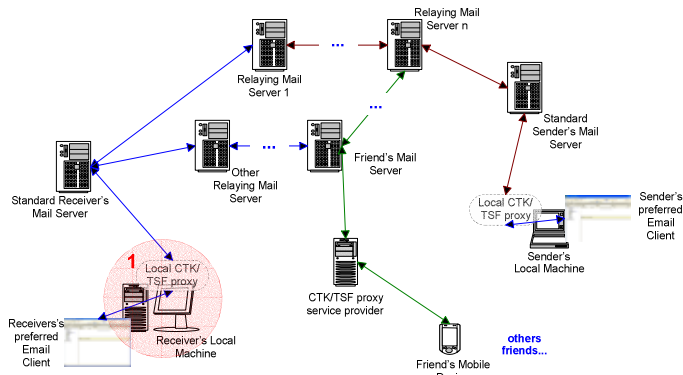 Relaying Mail
Server n
...
Relaying Mail
Server 1
...
Standard
Sender's Mail
Server
...
Other
Relaying Mail
Server
Friend's Mail
Server
Standard Receiver's
Mail Server
Local CTK/
TSF proxy
Sender's
preferred
Email
Client
Sender's
Local Machine
1
Local CTK/
TSF proxy
CTK/TSF proxy
service provider
Receivers's
preferred
Email
Client
Receiver's Local
Machine
others
friends...
Friend's Mobile